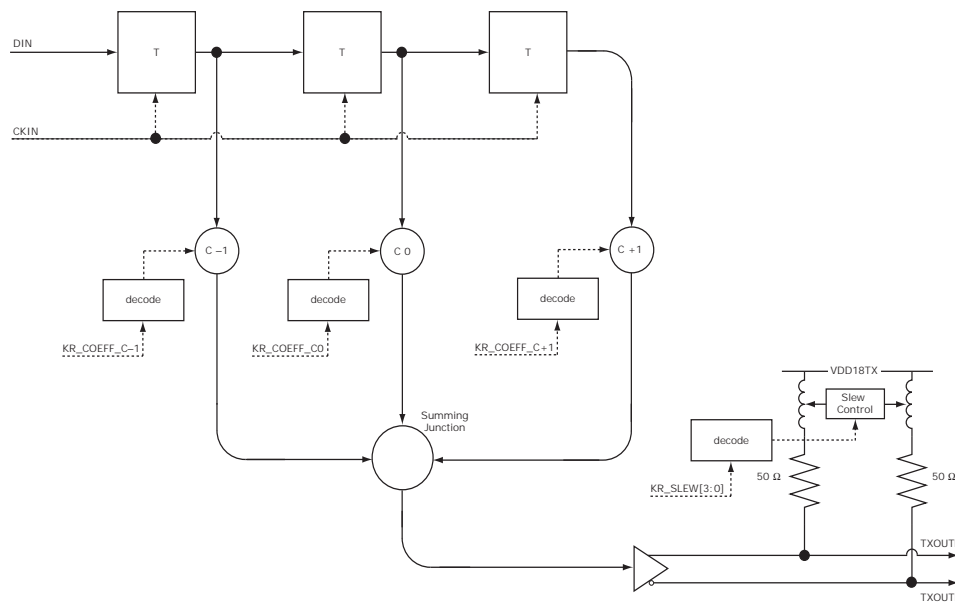 DIN
T
T
T
CKIN
C −1
C 0
C +1
decode
decode
decode
KR_COEFF_C−1
KR_COEFF_C0
KR_COEFF_C+1
VDD18TX
Slew
Control
Summing
Junction
decode
50 Ω
50 Ω
KR_SLEW[3:0]
TXOUT
TXOUT